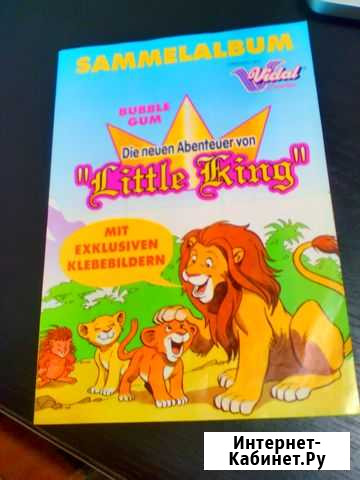 SAMMELALBUM
Vidal
BUBBLE
GUM
Die neuen Abenteuer von
"Little King"
MIT
EXKLUSIVEN
KLEBEBILDERN
Интернет-
Кабинет.Ру